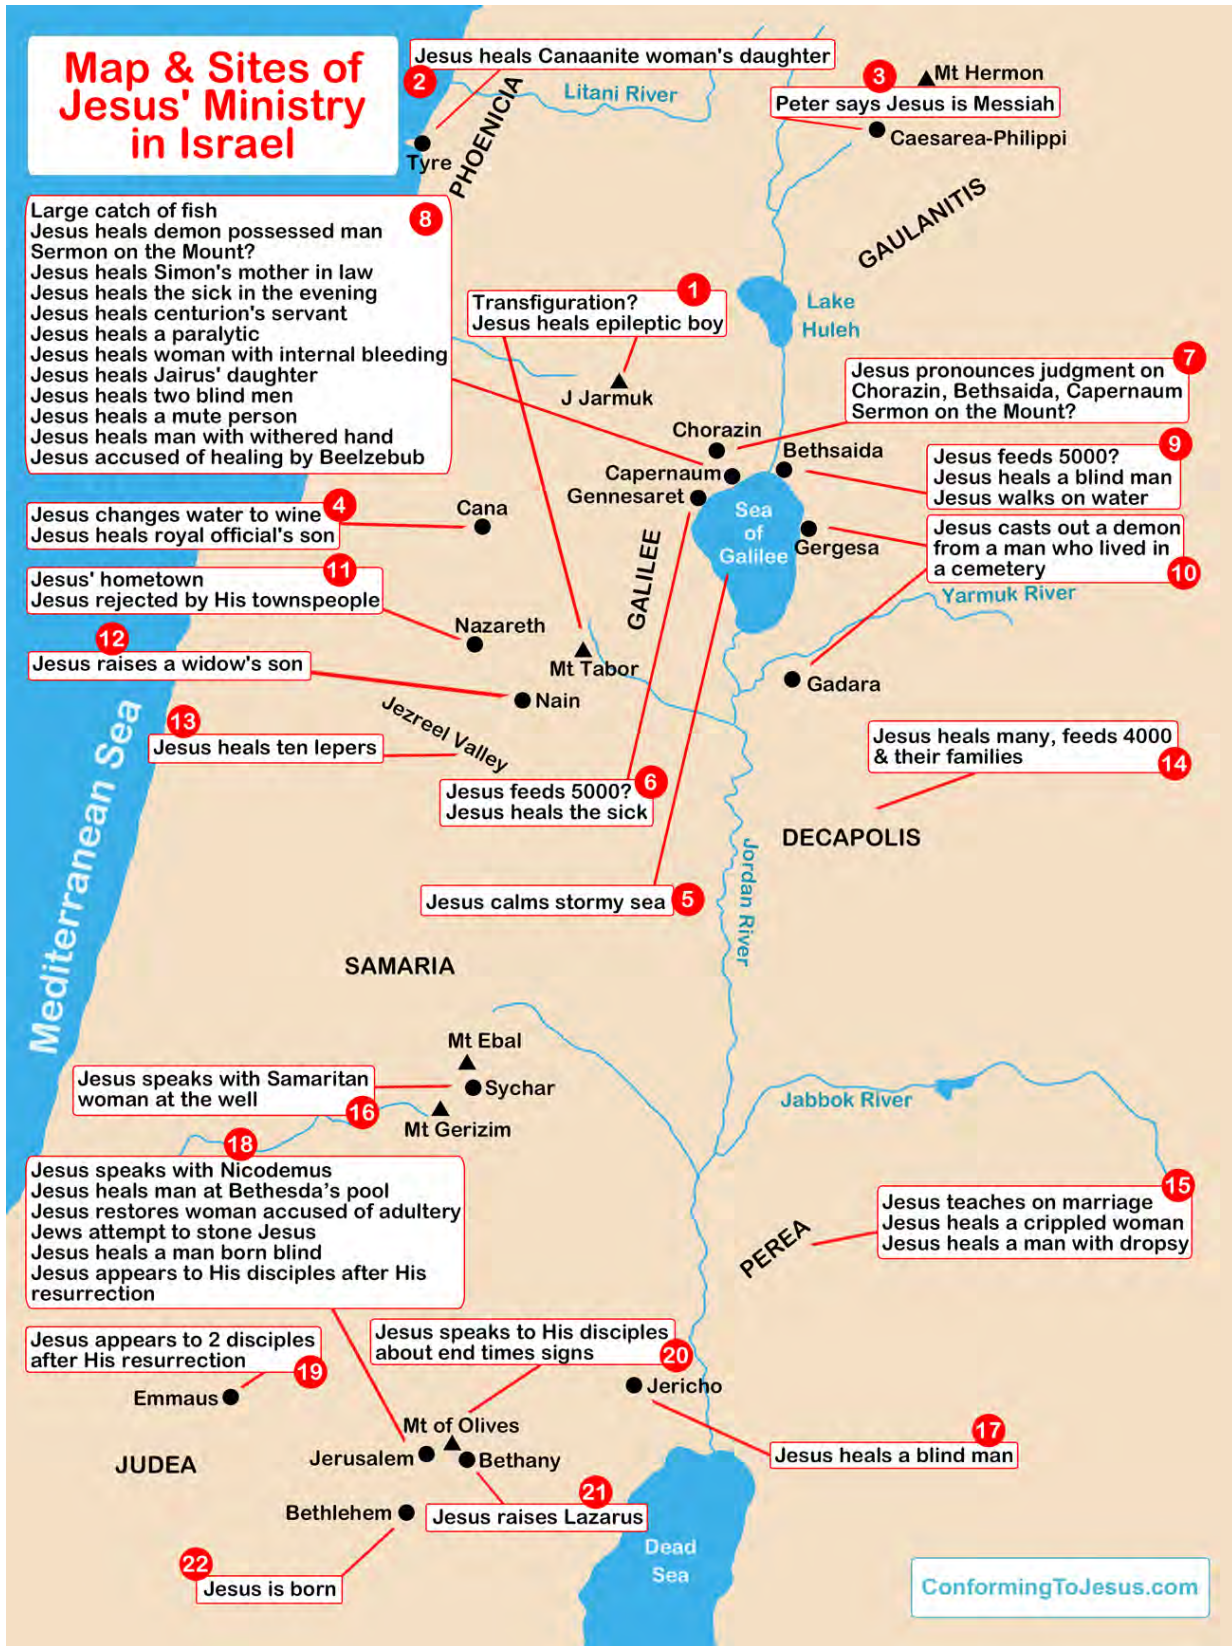 Map & Sites of
Jesus' Ministry
in Israel
Jesus heals Canaanite woman's daughter
2
3
Mt Hermon
Litani River
Peter says Jesus is Messiah
Caesarea-Philippi
Tyre
PHOENICIA
GAULANITIS
Large catch of fish
8
Jesus heals demon possessed man
Sermon on the Mount?
Jesus heals Simon's mother in law
Jesus heals the sick in the evening
Jesus heals centurion's servant
Jesus heals a paralytic
Jesus heals woman with internal bleeding
Jesus heals Jairus' daughter
Jesus heals two blind men
Jesus heals a mute person
Jesus heals man with withered hand
Jesus accused of healing by Beelzebub
1
Transfiguration?
Jesus heals epileptic boy
Lake
Huleh
J Jarmuk
7
Jesus pronounces judgment on
Chorazin, Bethsaida, Capernaum
Sermon on the Mount?
Chorazin
Bethsaida
Capernaum
Gennesaret
9
Jesus feeds 5000?
Jesus heals a blind man
Jesus walks on water
4
Jesus changes water to wine
Jesus heals royal official's son
Cana
Sea
of
Galilee
Gergesa
Jesus casts out a demon
from a man who lived in
a cemetery
10
11
Jesus' hometown
Jesus rejected by His townspeople
GALILEE
Yarmuk River
Nazareth
12
Jesus raises a widow's son
Mt Tabor
Nain
Gadara
Jezreel Valley
13
Jesus heals ten lepers
Mediterranean Sea
Jesus heals many, feeds 4000
& their families
14
6
Jesus feeds 5000?
Jesus heals the sick
DECAPOLIS
Jordan River
Jesus calms stormy sea
5
SAMARIA
Mt Ebal
Jesus speaks with Samaritan
woman at the well
16
Sychar
Mt Gerizim
Jabbok River
18
Jesus speaks with Nicodemus
Jesus heals man at Bethesda's pool
Jesus restores woman accused of adultery
Jews attempt to stone Jesus
Jesus heals a man born blind
Jesus appears to His disciples after His
resurrection
15
Jesus teaches on marriage
Jesus heals a crippled woman
Jesus heals a man with dropsy
PEREA
Jesus appears to 2 disciples
after His resurrection
19
Jesus speaks to His disciples
about end times signs
20
Emmaus
Jericho
Mt of Olives
JUDEA
Jerusalem
Bethany
17
Jesus heals a blind man
21
Jesus raises Lazarus
Bethlehem
Dead
Sea
22
Jesus is born
ConformingToJesus.com